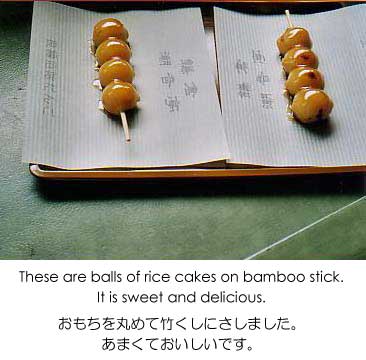 These are balls of rice cakes on bamboo stick.
It is sweet and delicious.
おもちを丸めて竹くしにさしました。
あまくておいしいです。